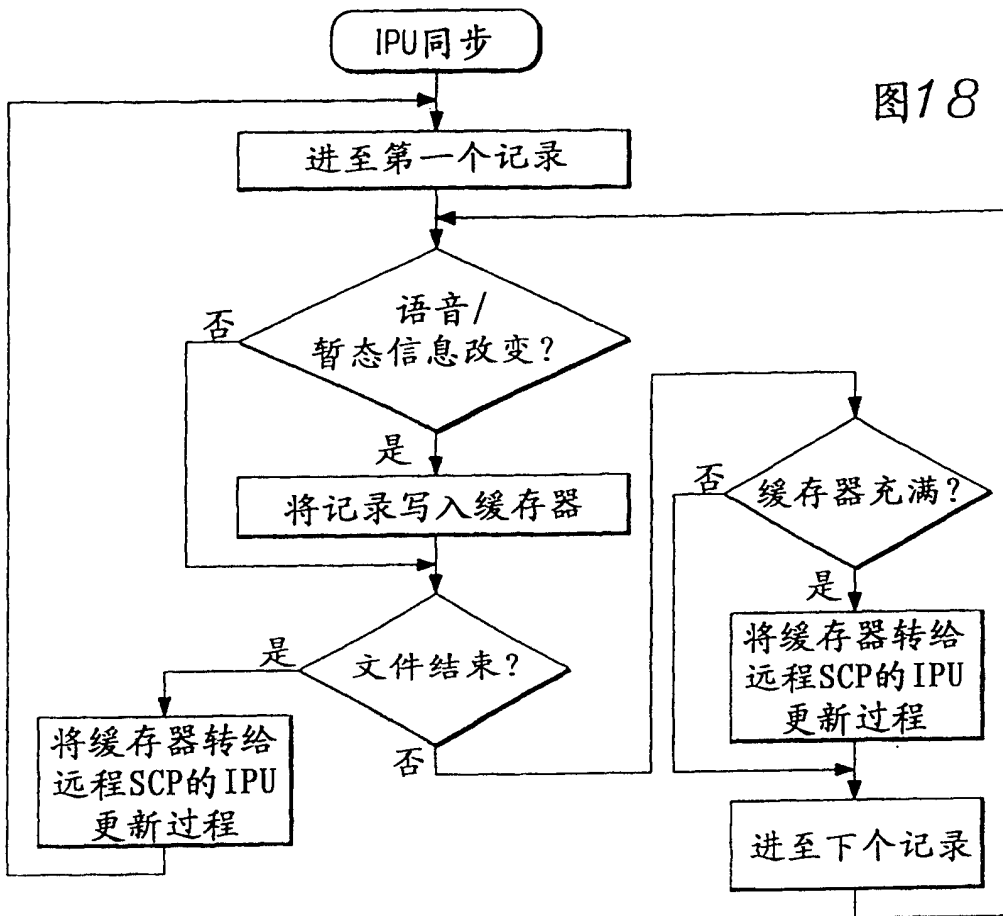 IPU同步
图18
进至第一个记录
语音/
暂态信息改变?
否
是
将记录写入缓存器
文件结束?
是
否
将缓存器转给
远程SCP的IPU
更新过程
缓存器充满?
否
是
将缓存器转给
远程SCP的IPU
更新过程
进至下个记录